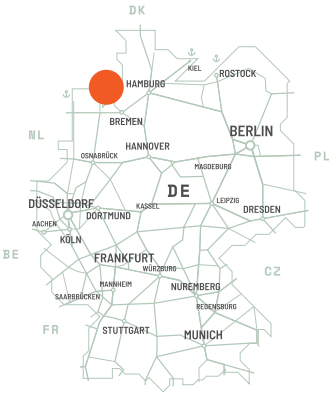 DK
KIEL
ROSTOCK
HAMBURG
BREMEN
BERLIN
NL
HANNOVER
PL
OSNABRÜCK
MAGDEBURG
DE
DÜSSELDORF
KASSEL
LEIPZIG
DORTMUND
DRESDEN
AACHEN
KÖLN
BE
FRANKFURT
CZ
WÜRZBURG
MANNHEIM
NUREMBERG
SAARBRÜCKEN
REGENSBURG
FR
STUTTGART
MUNICH